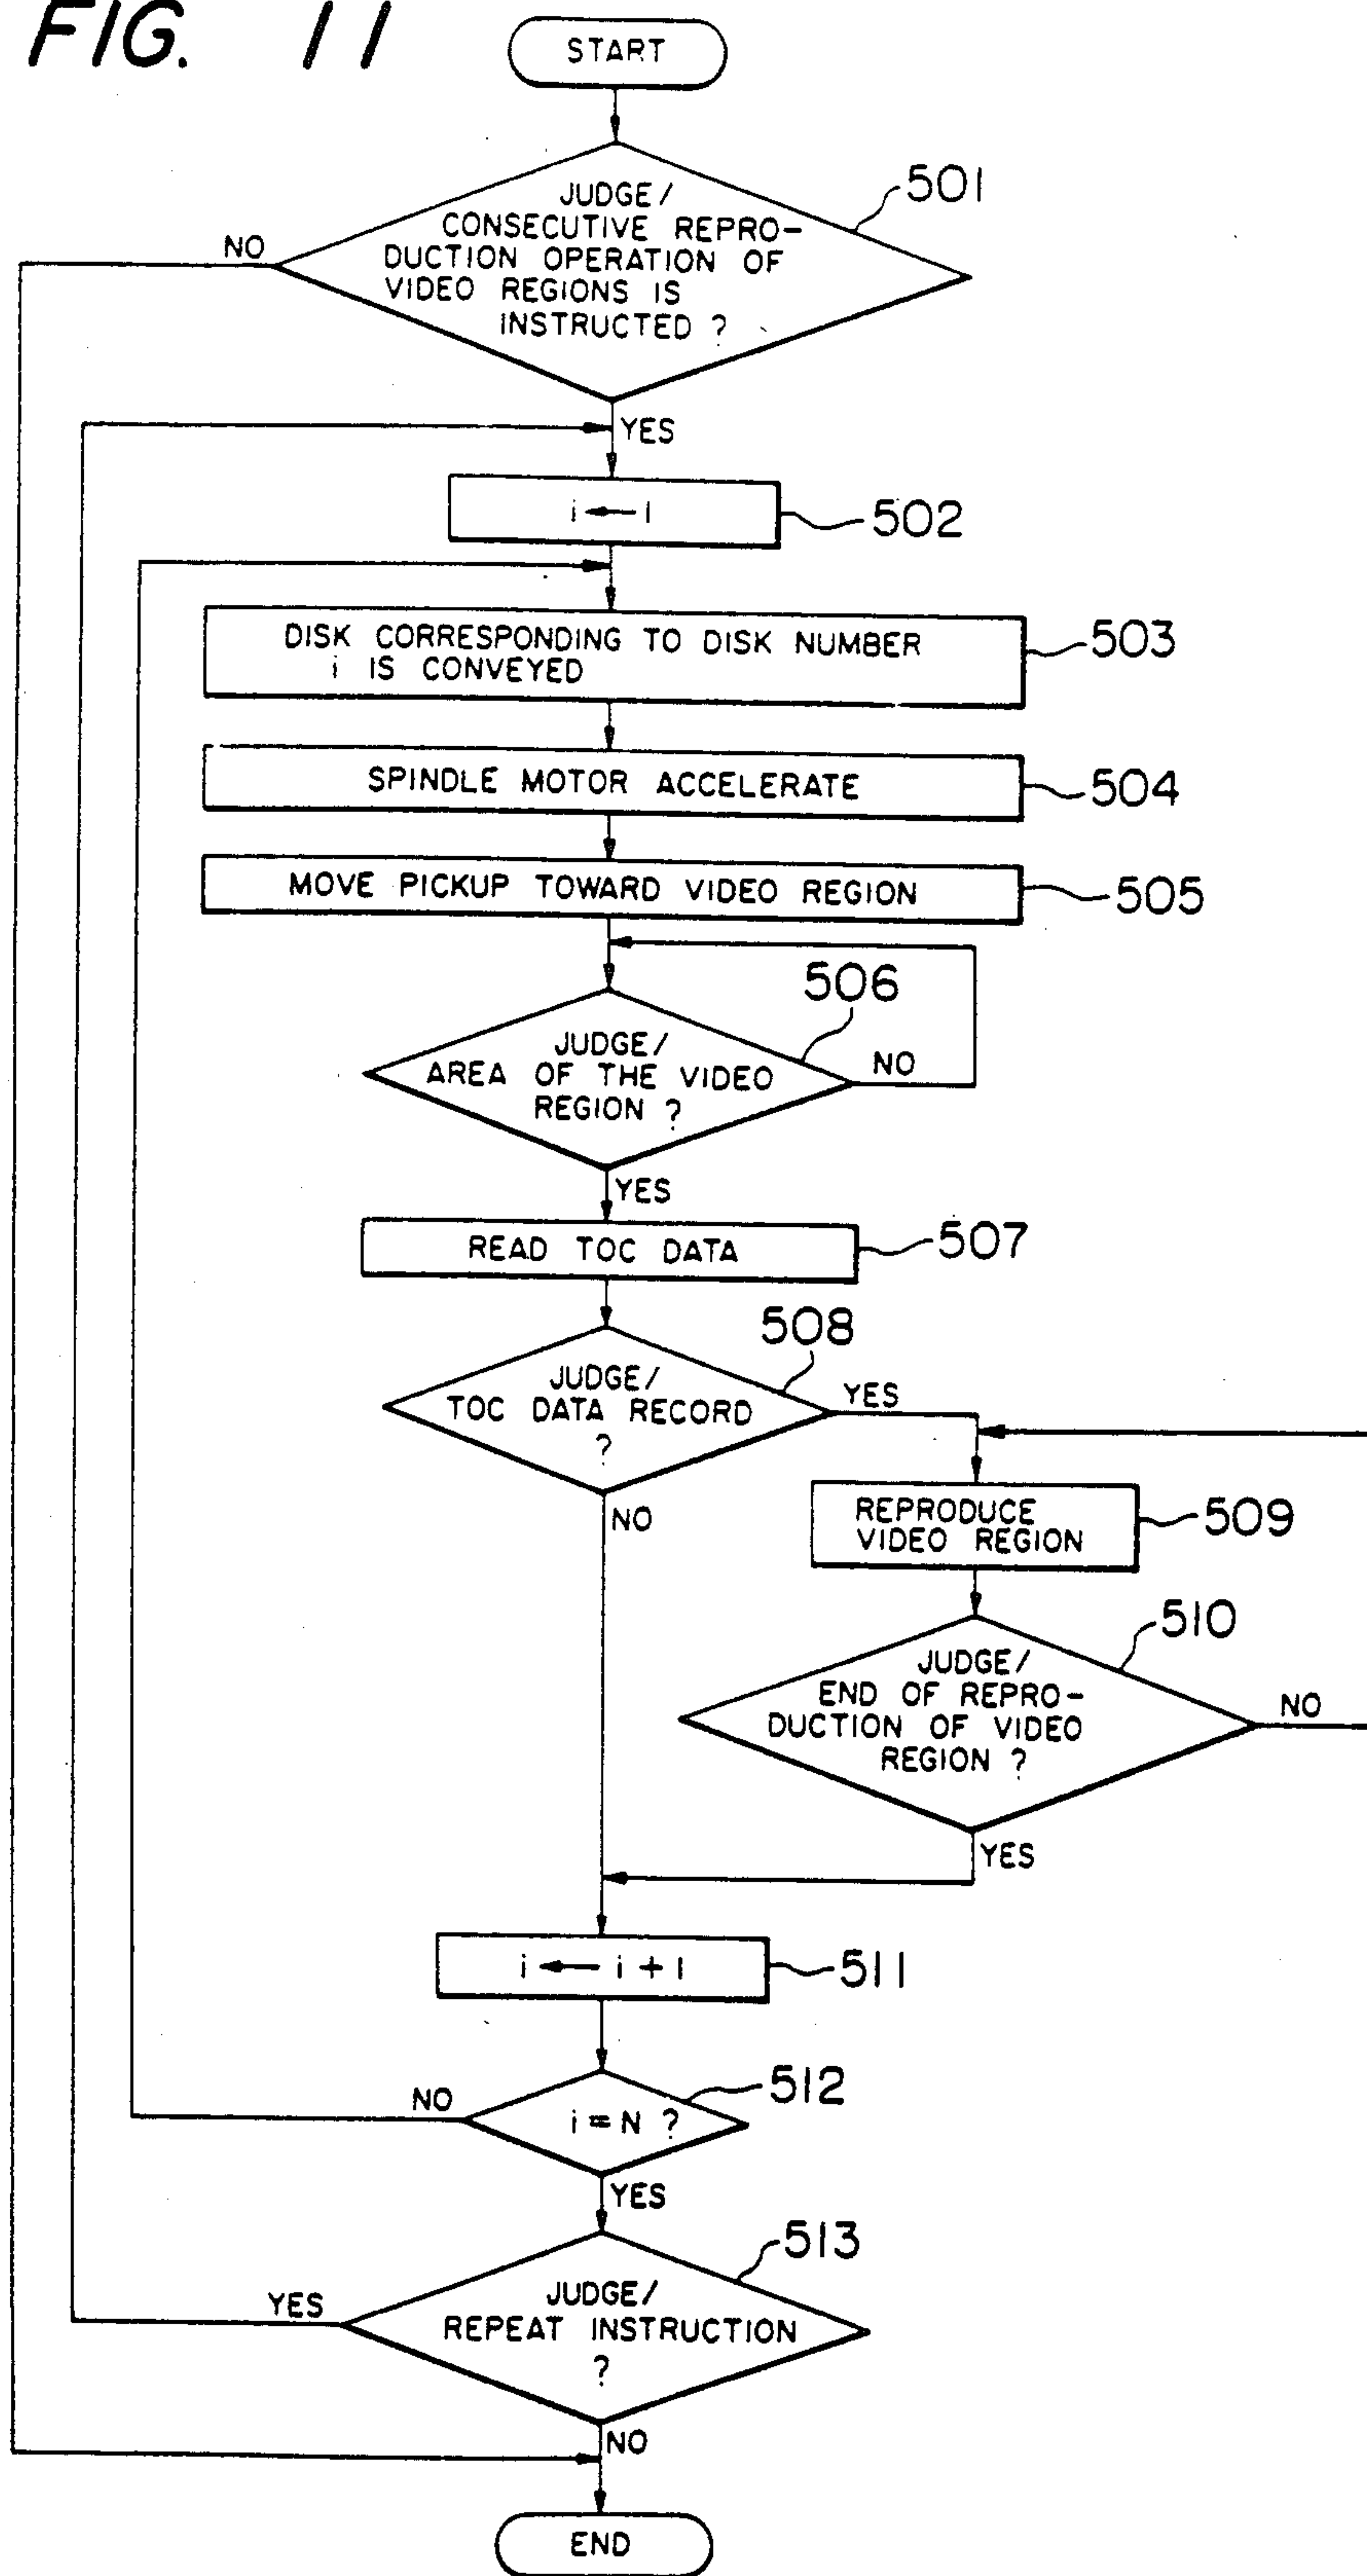 FIG. 11
START
JUDGE/
CONSECUTIVE REPRO-
DUCTION OPERATION OF
VIDEO REGIONS IS
INSTRUCTED ?
501
NO
YES
i ← 1
502
DISK CORRESPONDING TO DISK NUMBER
i IS CONVEYED
503
SPINDLE MOTOR ACCELERATE
504
MOVE PICKUP TOWARD VIDEO REGION
505
506
JUDGE/
AREA OF THE VIDEO
REGION ?
NO
YES
READ TOC DATA
507
508
JUDGE/
TOC DATA RECORD
?
YES
NO
REPRODUCE
VIDEO REGION
509
510
JUDGE/
END OF REPRO-
DUCTION OF VIDEO
REGION ?
NO
YES
i ← i + 1
511
512
NO
i = N ?
YES
513
JUDGE/
REPEAT INSTRUCTION
?
YES
NO
END